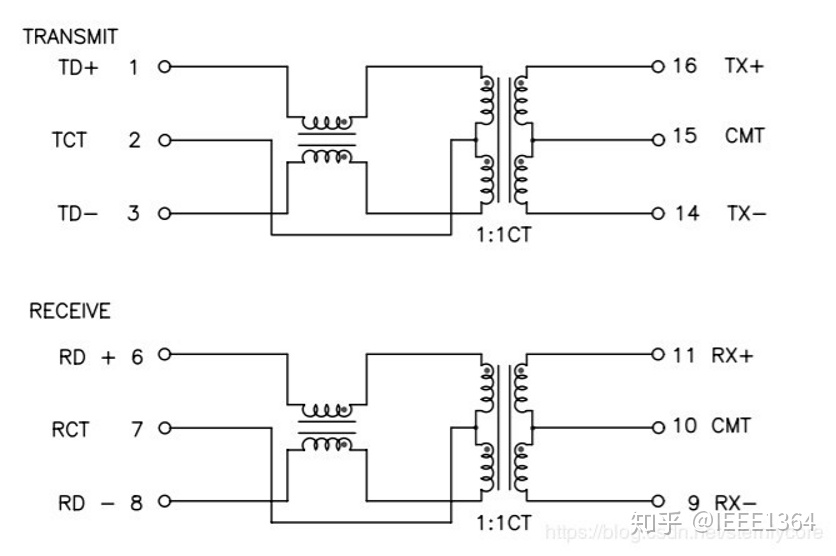 TRANSMIT
TD+ 1 16 TX+
TCT 2 15 CMT
TD- 3 14 TX-
1:1CT
RECEIVE
RD + 6 11 RX+
RCT 7 10 CMT
RD - 8 9 RX-
1:1CT
知乎 @IEEE1364